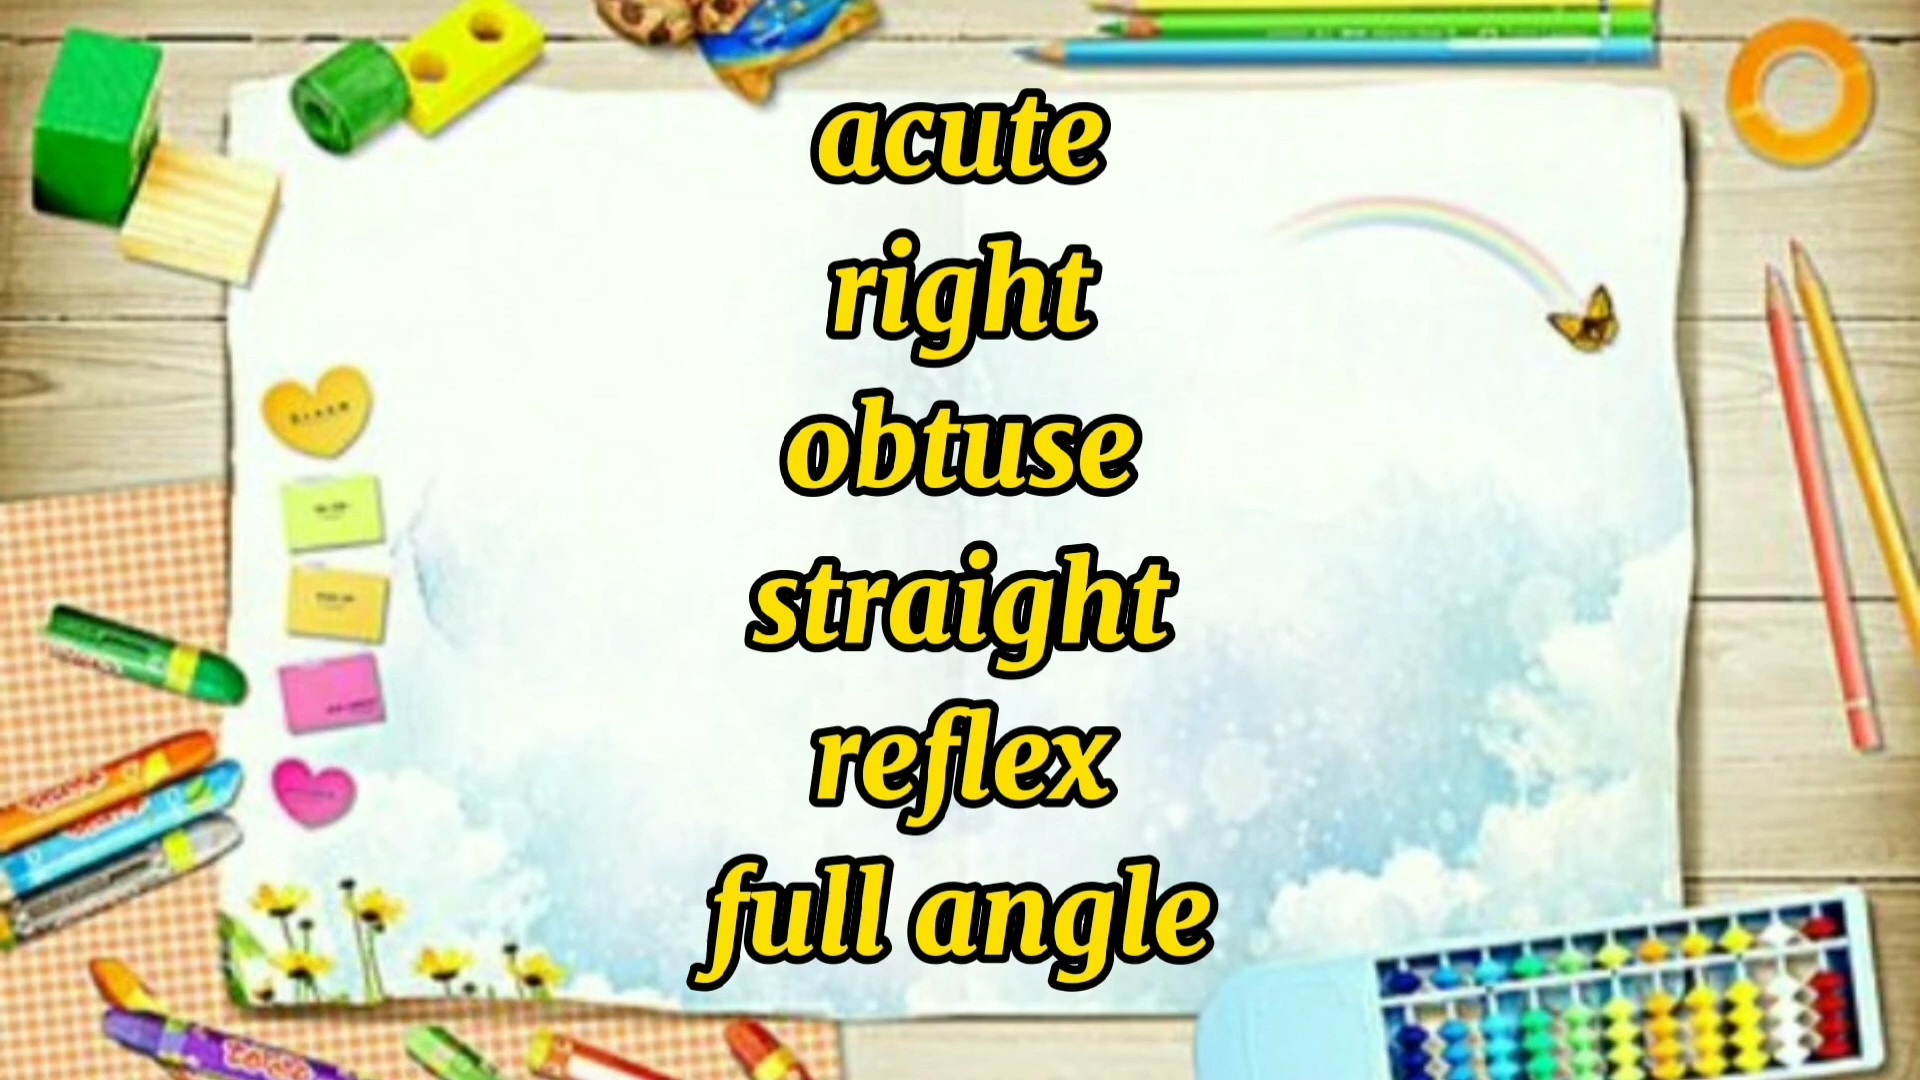 acute
right
obtuse
straight
reflex
full angle